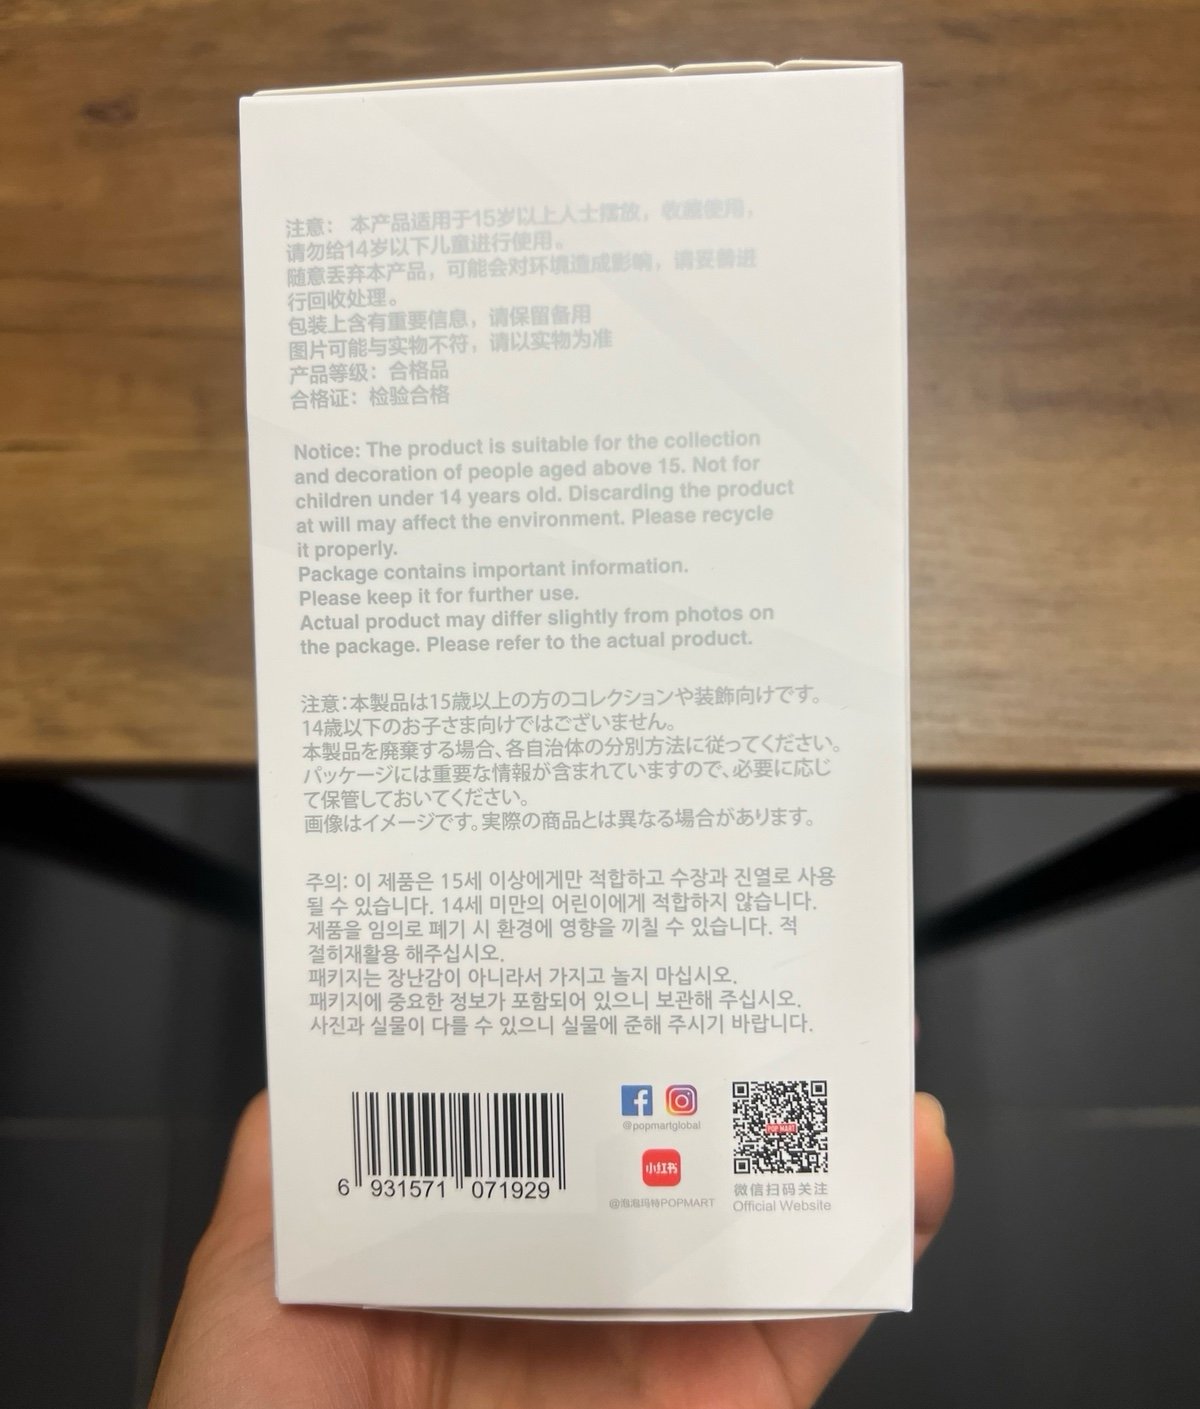 注意： 本产品适用于15岁以上人士摆放，收藏使用，
请勿给14岁以下儿童进行使用。
随意丢弃本产品，可能会对环境造成影响，请妥善进
行回收处理。
包装上含有重要信息，请保留备用
图片可能与实物不符，请以实物为准
产品等级：合格品
合格证：检验合格
Notice: The product is suitable for the collection
and decoration of people aged above 15. Not for
children under 14 years old. Discarding the product
at will may affect the environment. Please recycle
it properly.
Package contains important information.
Please keep it for further use.
Actual product may differ slightly from photos on
the package. Please refer to the actual product.
注意：本製品は15歳以上の方のコレクションや装飾向けです。
14歳以下のお子さま向けではございません。
本製品を廃棄する場合、各自治体の分別方法に従ってください。
パッケージには重要な情報が含まれていますので、必要に応じ
て保管しておいてください。
画像はイメージです。実際の商品とは異なる場合があります。
주의: 이 제품은 15세 이상에게만 적합하고 수장과 진열로 사용
될 수 있습니다. 14세 미만의 어린이에게 적합하지 않습니다.
제품을 임의로 폐기 시 환경에 영향을 끼칠 수 있습니다. 적
절히재활용 해주십시오.
패키지는 장난감이 아니라서 가지고 놀지 마십시오.
패키지에 중요한 정보가 포함되어 있으니 보관해 주십시오.
사진과 실물이 다를 수 있으니 실물에 준해 주시기 바랍니다.
6 931571 071929
@popmartglobal
小红书
@泡泡玛特POPMART
POP MART
微信扫码关注
Official Website